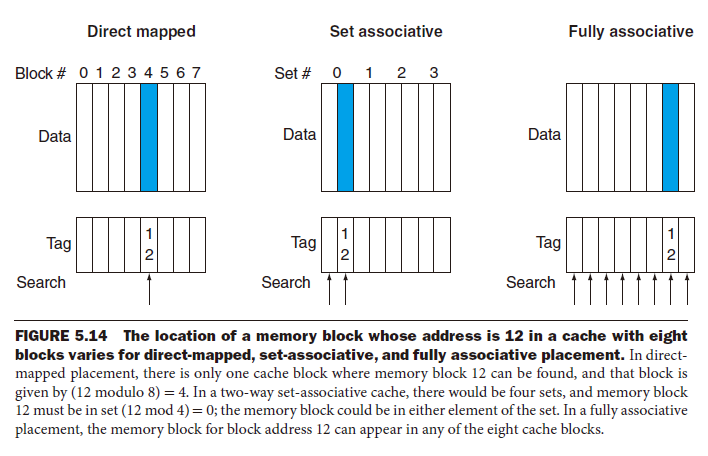 Direct mapped
Set associative
Fully associative
Block # 0 1 2 3 4 5 6 7
Set # 0 1 2 3
Data
Data
Data
Tag
1
2
Tag
1
2
Tag
1
2
Search
Search
Search
FIGURE 5.14 The location of a memory block whose address is 12 in a cache with eight
blocks varies for direct-mapped, set-associative, and fully associative placement. In direct-
mapped placement, there is only one cache block where memory block 12 can be found, and that block is
given by (12 modulo 8) = 4. In a two-way set-associative cache, there would be four sets, and memory block
12 must be in set (12 mod 4) = 0; the memory block could be in either element of the set. In a fully associative
placement, the memory block for block address 12 can appear in any of the eight cache blocks.